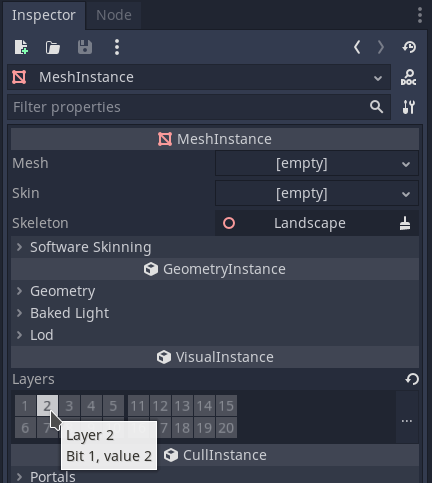 Inspector Node
MeshInstance
DOC
Filter properties
MeshInstance
Mesh [empty]
Skin [empty]
Skeleton Landscape
Software Skinning
GeometryInstance
Geometry
Baked Light
Lod
VisualInstance
Layers
1 2 3 4 5 11 12 13 14 15
6 7 18 19 20 ...
Layer 2
Bit 1, value 2
CullInstance
Portals